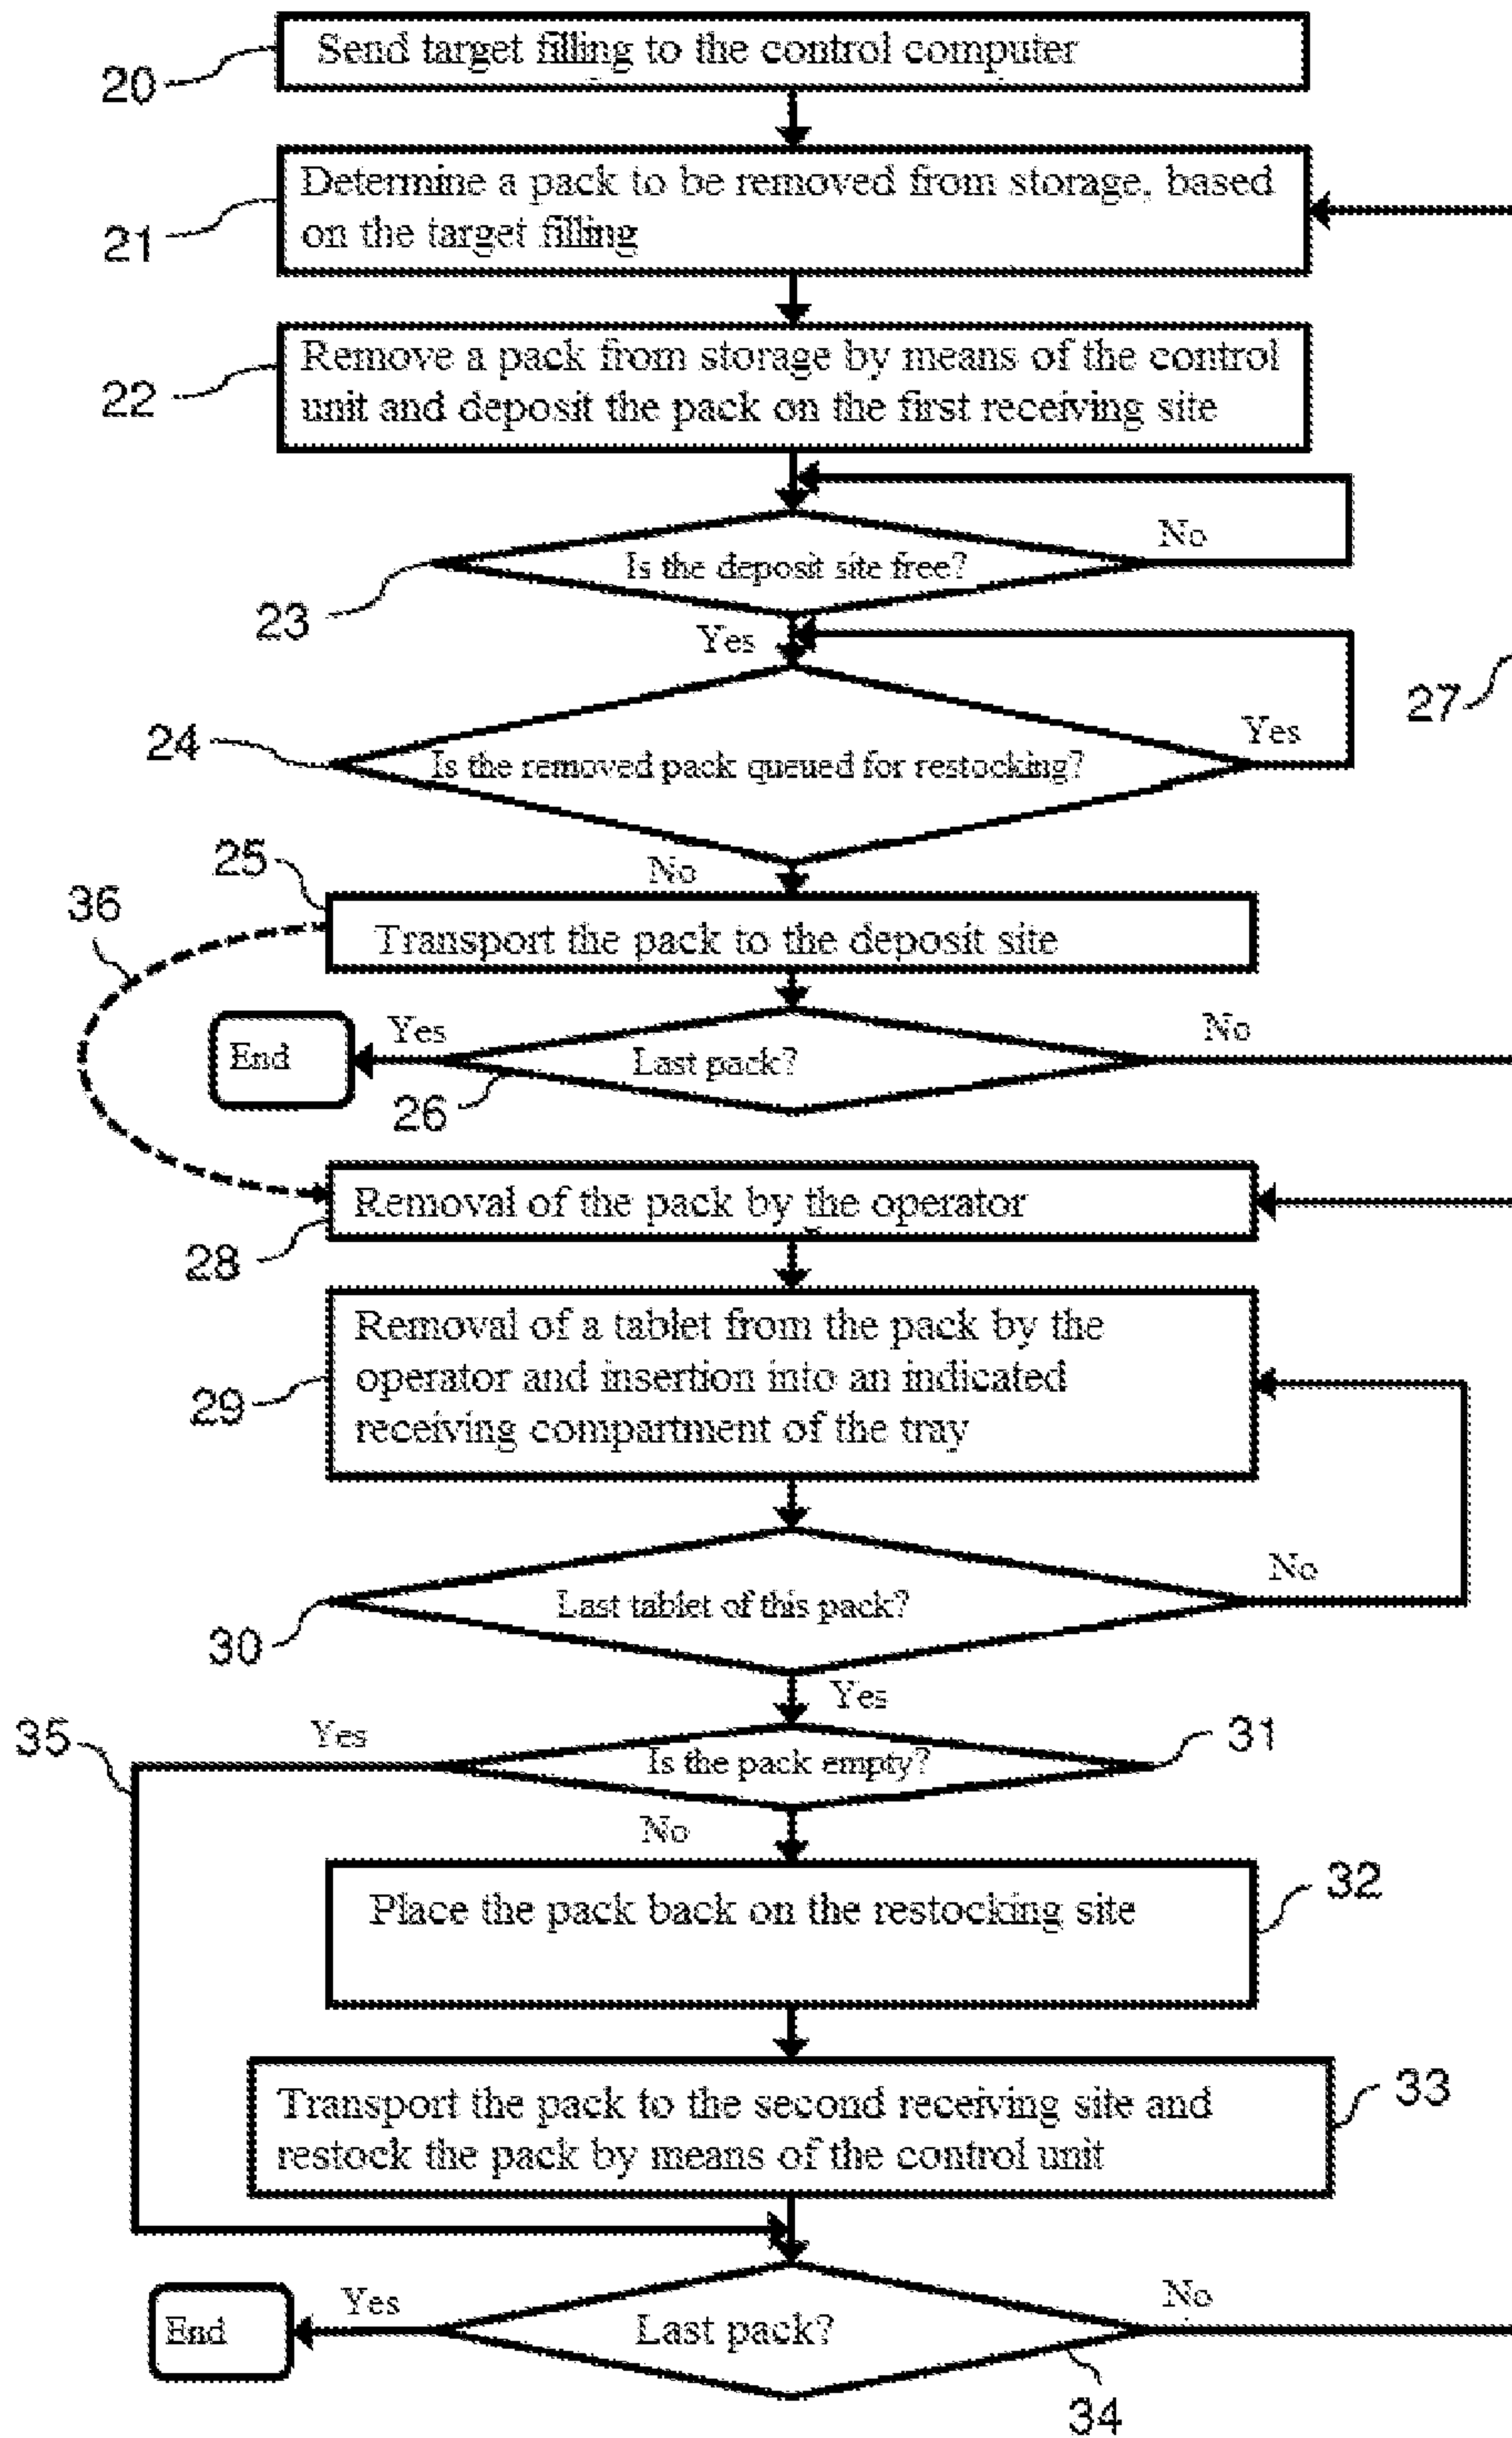 20
Send target filling to the control computer
21
Determine a pack to be removed from storage, based
on the target filling
22
Remove a pack from storage by means of the control
unit and deposit the pack on the first receiving site
No
Is the deposit site free?
23
Yes
27
24
Yes
Is the removed pack queued for restocking?
25
No
36
Transport the pack to the deposit site
Yes
No
End
Last pack?
26
Removal of the pack by the operator
28
Removal of a tablet from the pack by the
operator and insertion into an indicated
receiving compartment of the tray
29
No
Last tablet of this pack?
30
Yes
35
Yes
31
Is the pack empty?
No
32
Place the pack back on the restocking site
33
Transport the pack to the second receiving site and
restock the pack by means of the control unit
Yes
No
End
Last pack?
34